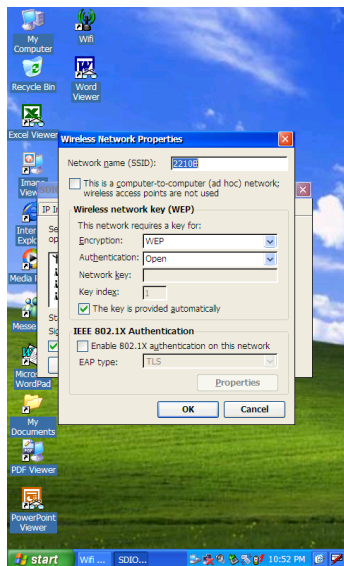 My
Computer
Wifi
Recycle Bin
Word
Viewer
Excel Viewer
Wireless Network Properties
Network name (SSID):
2210B
This is a computer-to-computer (ad hoc) network;
wireless access points are not used
Wireless network key (WEP)
This network requires a key for:
Encryption:
WEP
Authentication:
Open
Network key:
Key index:
1
The key is provided automatically
IEEE 802.1X Authentication
Enable 802.1X authentication on this network
EAP type:
TLS
Properties
OK
Cancel
IP
WordPad
My
Documents
PDF Viewer
PowerPoint
Viewer
start
Wifi ...
SDIO...
10:52 PM